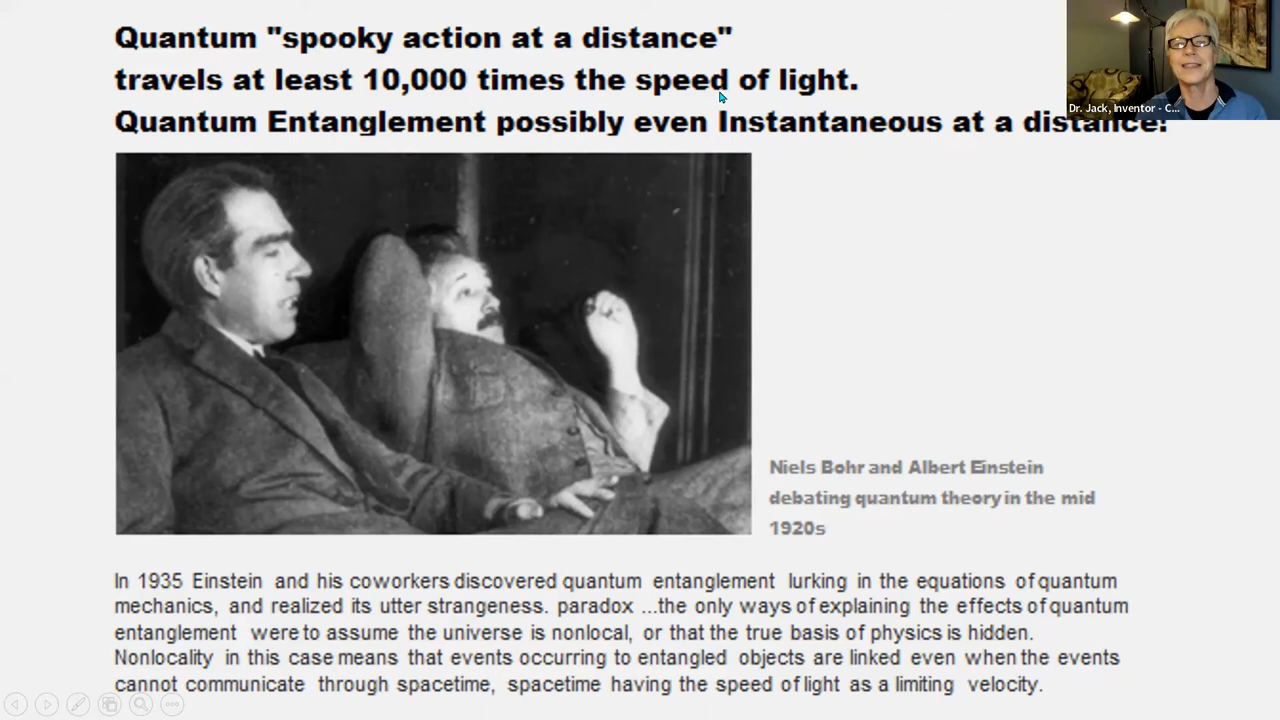 Quantum "spooky action at a distance"
travels at least 10,000 times the speed of light.
Quantum Entanglement possibly even Instantaneous at a distance!
Dr. Jack, Inventor - C...
Niels Bohr and Albert Einstein
debating quantum theory in the mid
1920s
In 1935 Einstein and his coworkers discovered quantum entanglement lurking in the equations of quantum
mechanics, and realized its utter strangeness. paradox ...the only ways of explaining the effects of quantum
entanglement were to assume the universe is nonlocal, or that the true basis of physics is hidden.
Nonlocality in this case means that events occurring to entangled objects are linked even when the events
cannot communicate through spacetime, spacetime having the speed of light as a limiting velocity.